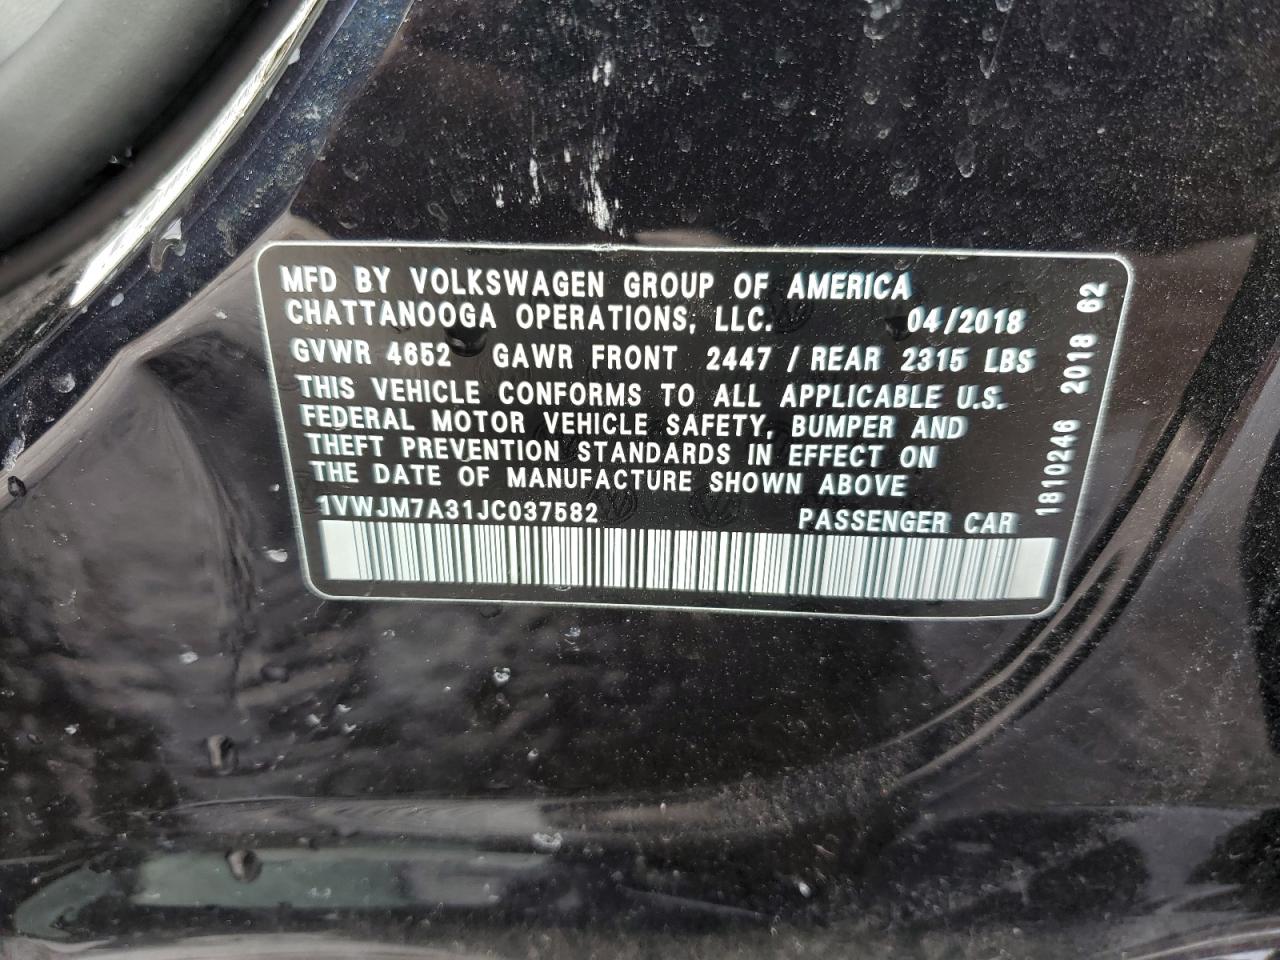 MFD BY VOLKSWAGEN GROUP OF AMERICA
CHATTANOOGA OPERATIONS, LLC. 04/2018
GVWR 4652 GAWR FRONT 2447 / REAR 2315 LBS
THIS VEHICLE CONFORMS TO ALL APPLICABLE U.S.
FEDERAL MOTOR VEHICLE SAFETY, BUMPER AND
THEFT PREVENTION STANDARDS IN EFFECT ON
THE DATE OF MANUFACTURE SHOWN ABOVE
1VWJM7A31JC037582 PASSENGER CAR
1810246 2018 62